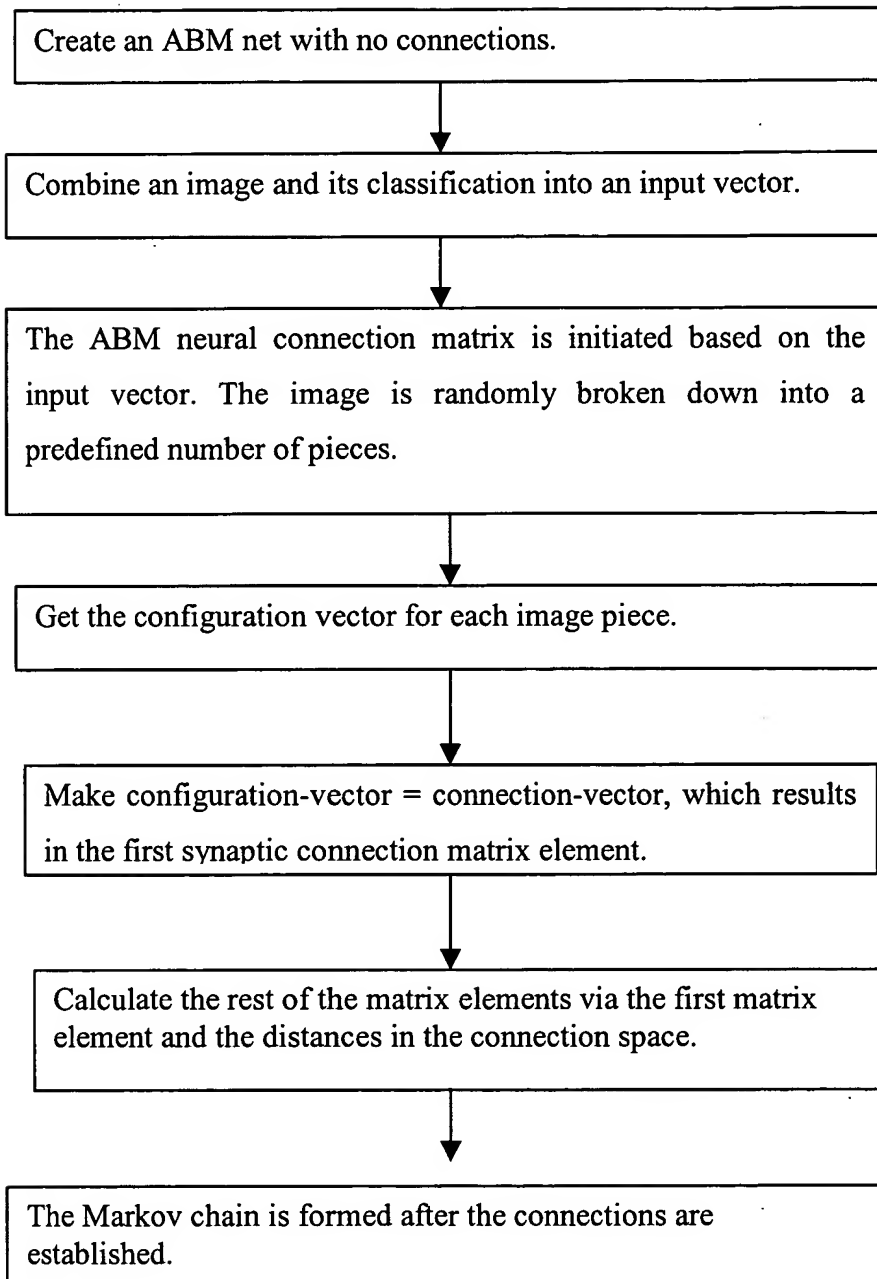 Create an ABM net with no connections.
Combine an image and its classification into an input vector.
The ABM neural connection matrix is initiated based on the
input vector. The image is randomly broken down into a
predefined number of pieces.
Get the configuration vector for each image piece.
Make configuration-vector = connection-vector, which results
in the first synaptic connection matrix element.
Calculate the rest of the matrix elements via the first matrix
element and the distances in the connection space.
The Markov chain is formed after the connections are
established.